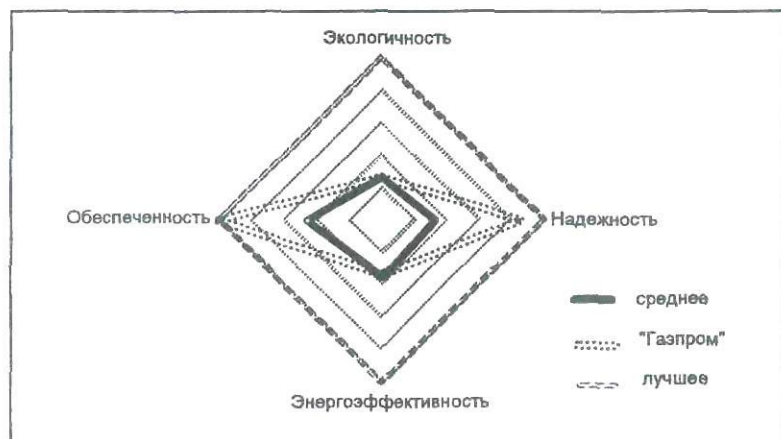 Экологичность
Обеспеченность
Надежность
среднее
"Газпром"
лучшее
Энергоэффективность